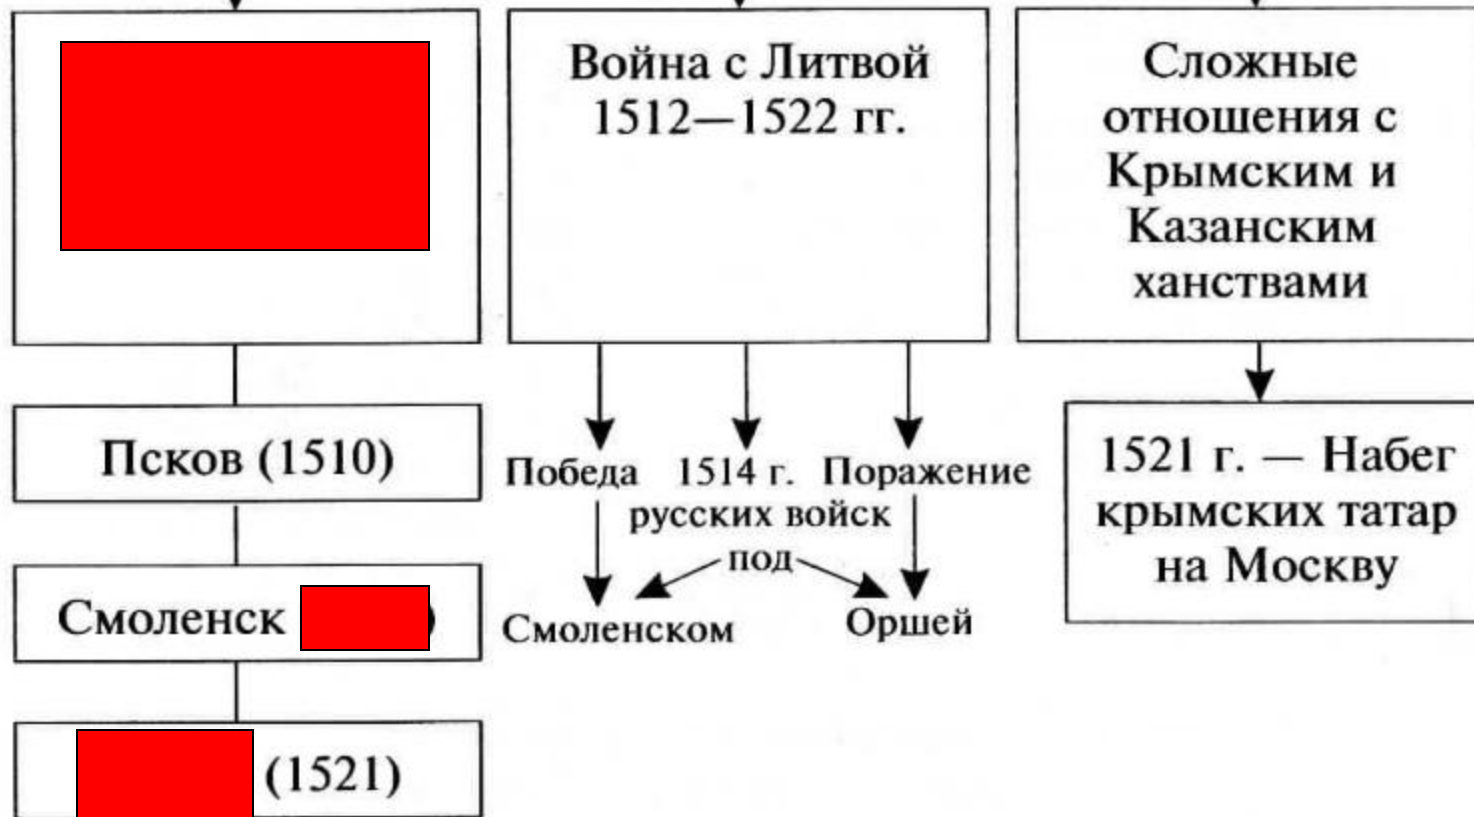 Война с Литвой
1512—1522 гг.
Сложные
отношения с
Крымским и
Казанским
ханствами
Псков (1510)
Победа 1514 г. Поражение
русских войск
под
Смоленском Оршей
1521 г. — Набег
крымских татар
на Москву
Смоленск )
(1521)